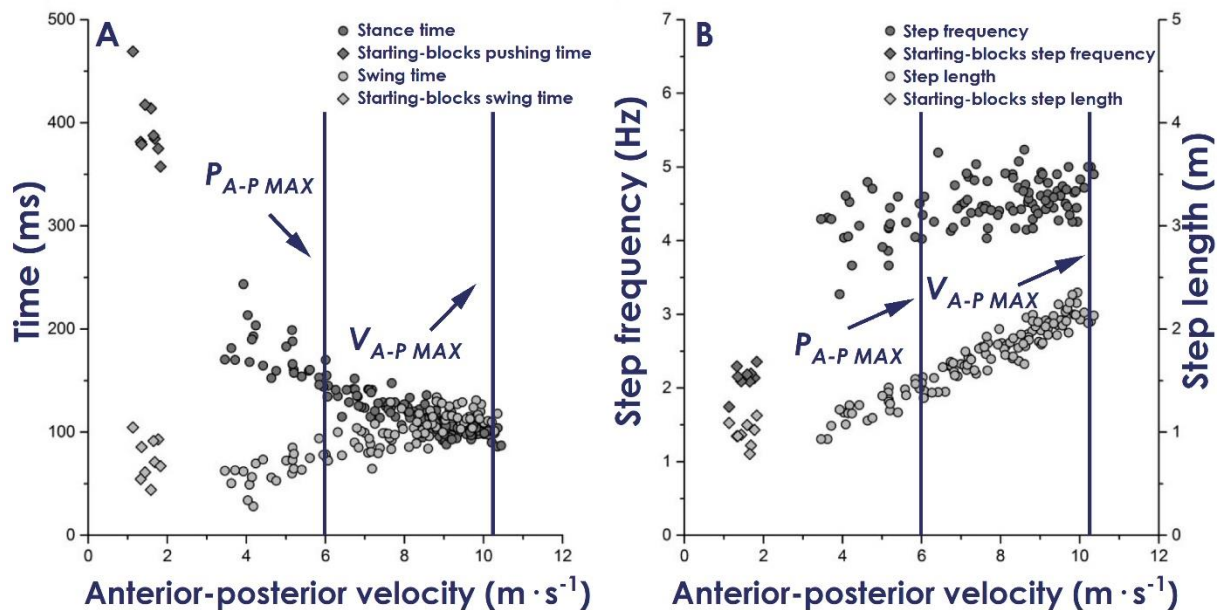 A
500
400
300
200
100
0
Time (ms)
Stance time
Starting-blocks pushing time
Swing time
Starting-blocks swing time
P A-P MAX
V A-P MAX
0 2 4 6 8 10 12
Anterior-posterior velocity (m · s-1)
B
7
6
5
4
3
2
1
0
Step frequency (Hz)
Step frequency
Starting-blocks step frequency
Step length
Starting-blocks step length
V A-P MAX
P A-P MAX
5
4
3
2
1
0
Step length (m)
0 2 4 6 8 10 12
Anterior-posterior velocity (m · s-1)